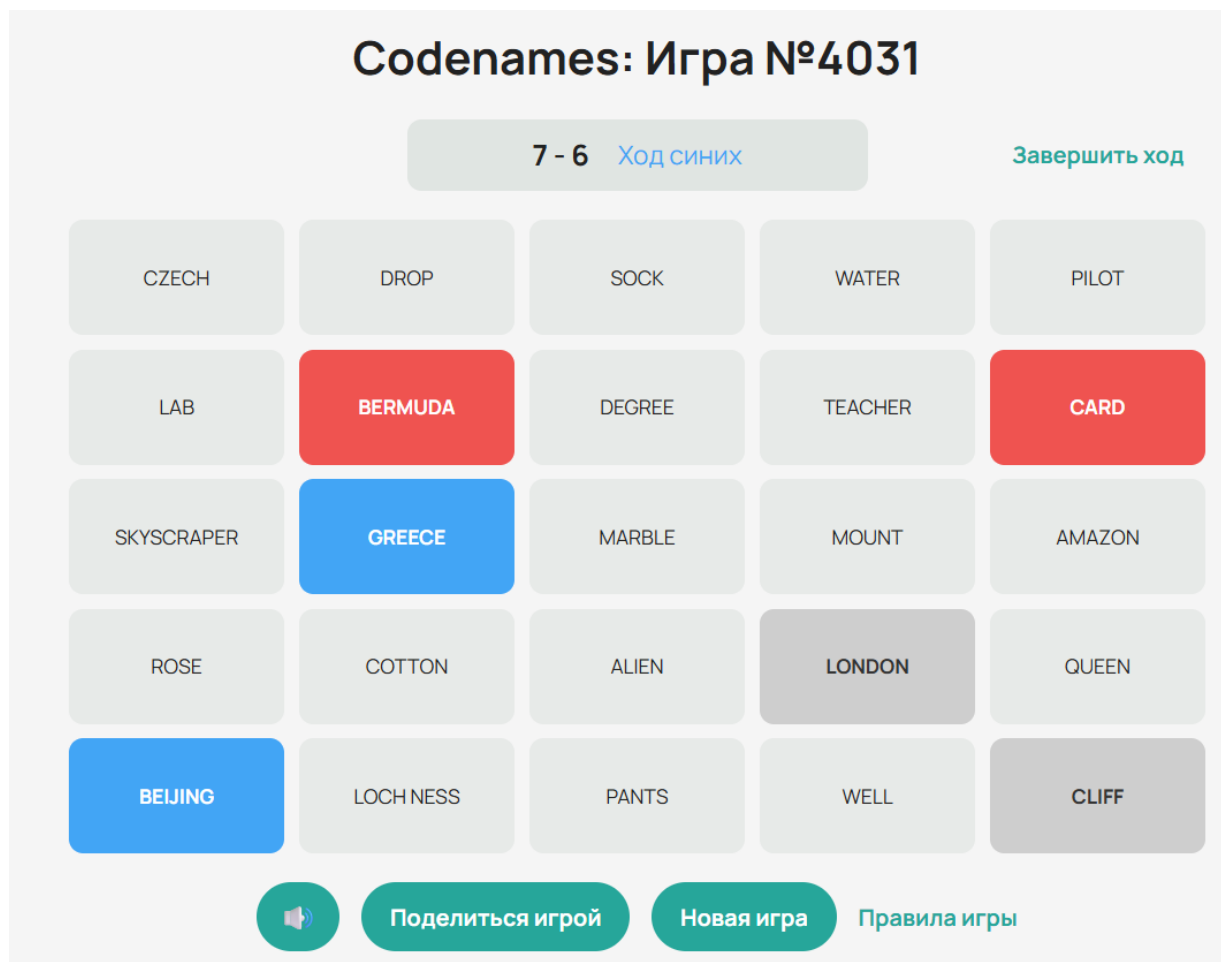 Codenames: Игра №4031
7 - 6 Ход синих Завершить ход
CZECH DROP SOCK WATER PILOT
LAB BERMUDA DEGREE TEACHER CARD
SKYSCRAPER GREECE MARBLE MOUNT AMAZON
ROSE COTTON ALIEN LONDON QUEEN
BEIJING LOCH NESS PANTS WELL CLIFF
Поделиться игрой Новая игра Правила игры